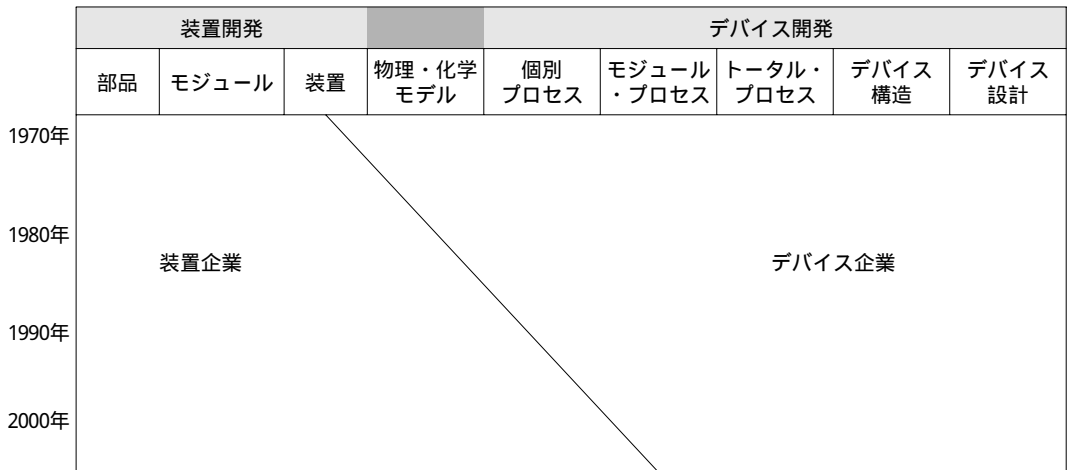 装置開発
デバイス開発
部品
モジュール
装置
物理・化学
モデル
個別
プロセス
モジュール
・プロセス
トータル・
プロセス
デバイス
構造
デバイス
設計
1970年
1980年
装置企業
デバイス企業
1990年
2000年